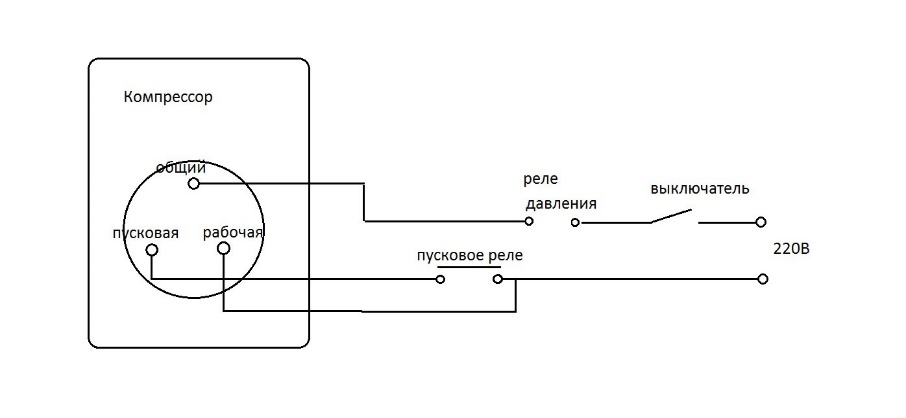 Компрессор
общий
пусковая
рабочая
реле
давления
выключатель
пусковое реле
220В